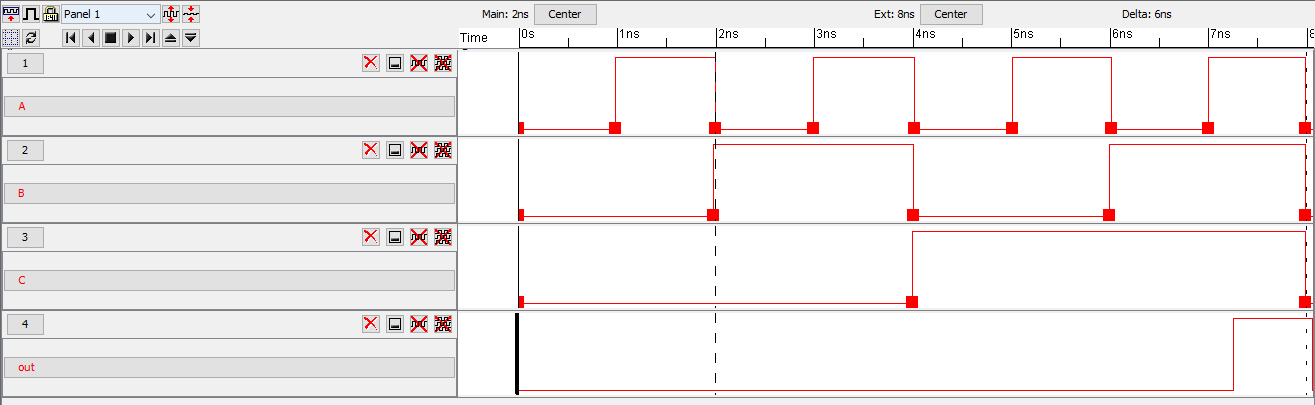 Panel 1 Main: 2ns Center Ext: 8ns Center Delta: 6ns
Time 0s 1ns 2ns 3ns 4ns 5ns 6ns 7ns 8
1
A
2
B
3
C
4
out